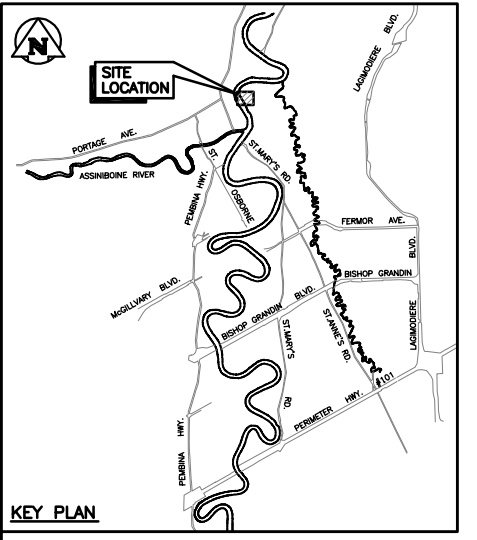 N
SITE
LOCATION
LAGIMODIERE BLVD.
PORTAGE AVE.
ASSINIBOINE RIVER
ST.MARY'S RD.
PEMBINA HWY.
ST.
OSBORNE
FERMOR AVE.
BLVD.
LAGIMODIERE
BISHOP GRANDIN
McGILLVARY BLVD.
BISHOP GRANDIN BLVD.
ST.ANNE'S RD.
ST.MARY'S
RD.
#101
PERIMETER HWY.
PEMBINA HWY.
KEY PLAN